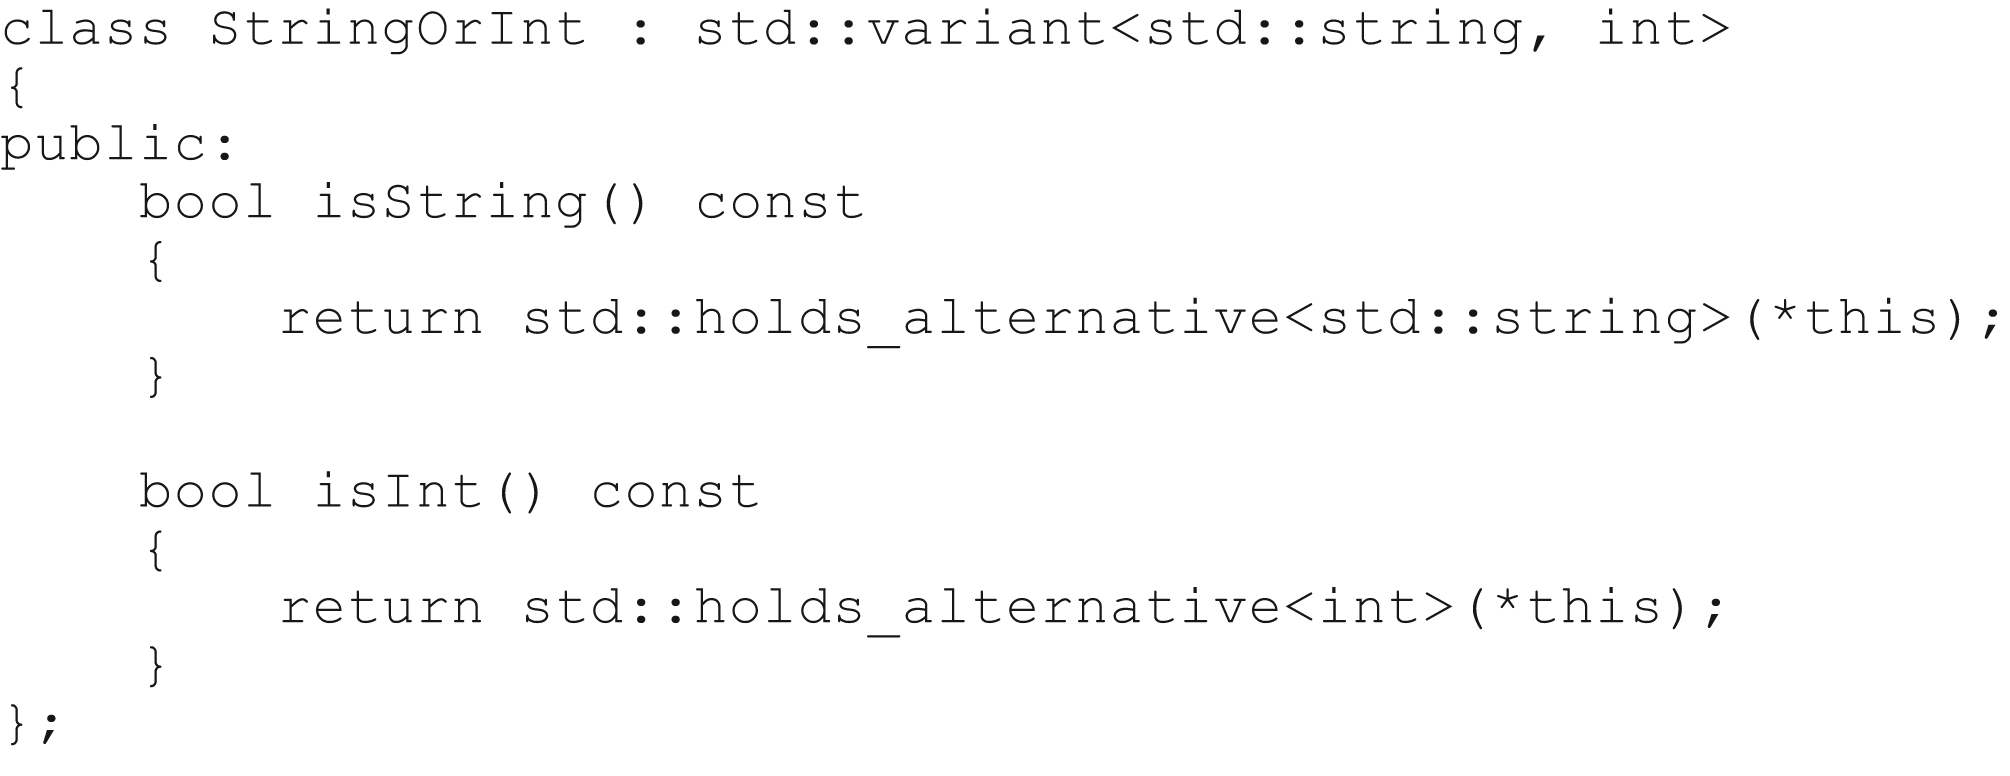 class StringOrInt : std::variant<std::string, int>
{
public:
    bool isString() const
    {
        return std::holds_alternative<std::string>(*this);
    }

    bool isInt() const
    {
        return std::holds_alternative<int>(*this);
    }
};